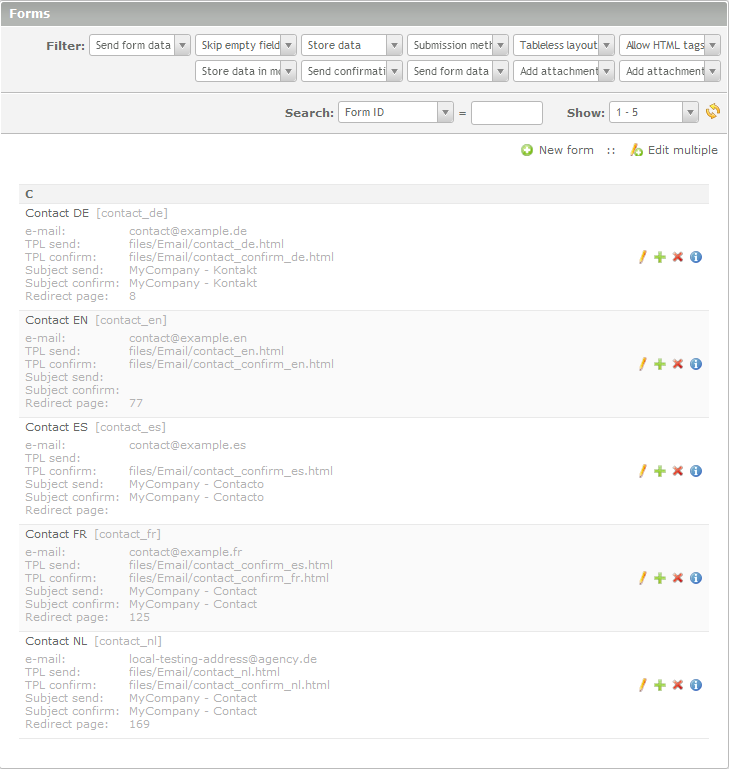 Forms
Filter: Send form data Skip empty field Store data Submission meth Tableless layout Allow HTML tags
Store data in mo Send confirmati Send form data Add attachment Add attachment
Search: Form ID = Show: 1 - 5
New form :: Edit multiple
C
Contact DE [contact_de]
e-mail: contact@example.de
TPL send: files/Email/contact_de.html
TPL confirm: files/Email/contact_confirm_de.html
Subject send: MyCompany - Kontakt
Subject confirm: MyCompany - Kontakt
Redirect page: 8
Contact EN [contact_en]
e-mail: contact@example.en
TPL send: files/Email/contact_en.html
TPL confirm: files/Email/contact_confirm_en.html
Subject send:
Subject confirm:
Redirect page: 77
Contact ES [contact_es]
e-mail: contact@example.es
TPL send:
TPL confirm: files/Email/contact_confirm_es.html
Subject send: MyCompany - Contacto
Subject confirm: MyCompany - Contacto
Redirect page:
Contact FR [contact_fr]
e-mail: contact@example.fr
TPL send: files/Email/contact_confirm_es.html
TPL confirm: files/Email/contact_confirm_fr.html
Subject send: MyCompany - Contact
Subject confirm: MyCompany - Contact
Redirect page: 125
Contact NL [contact_nl]
e-mail: local-testing-address@agency.de
TPL send: files/Email/contact_nl.html
TPL confirm: files/Email/contact_confirm_nl.html
Subject send: MyCompany - Contact
Subject confirm: MyCompany - Contact
Redirect page: 169